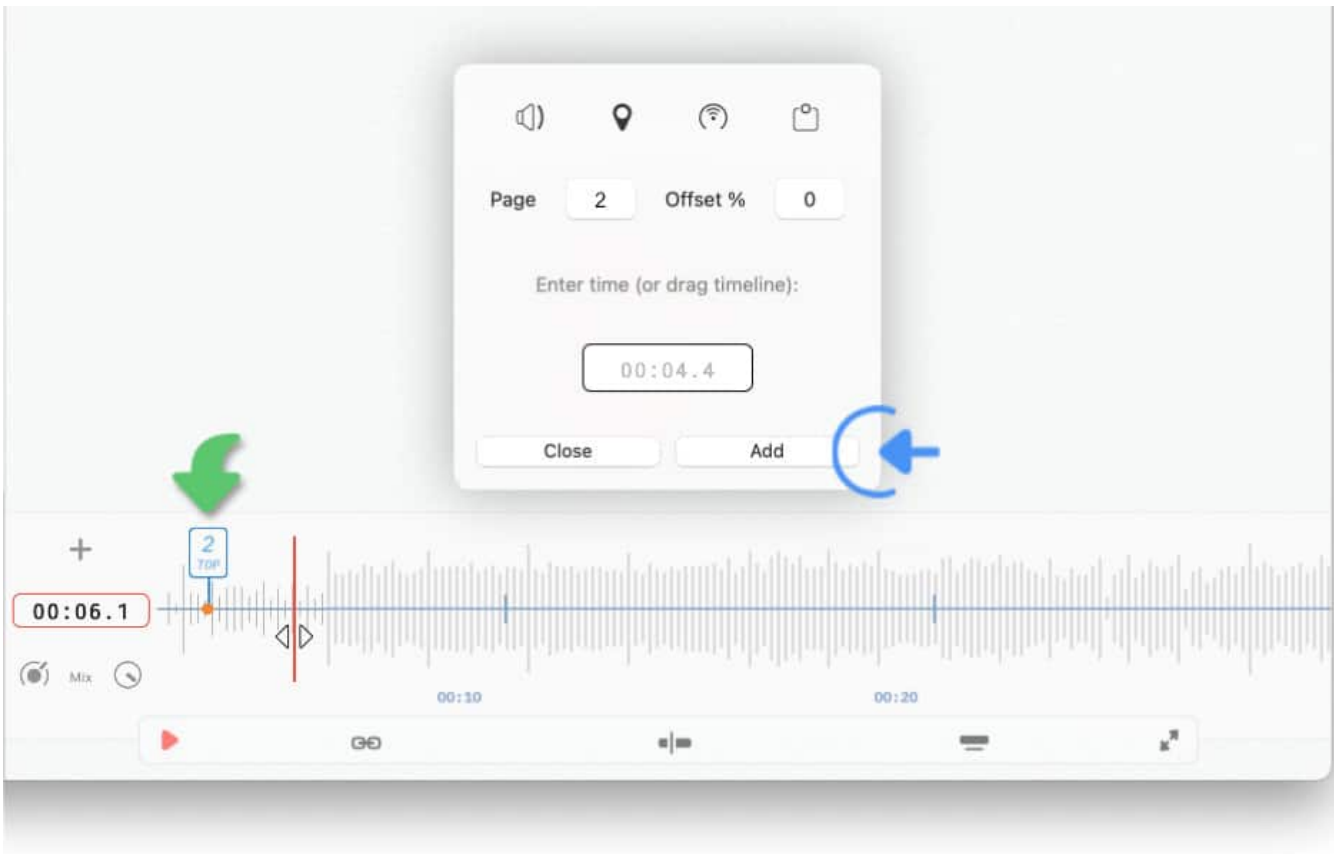 Page 2 Offset % 0
Enter time (or drag timeline):
00:04.4
Close Add
2
TOP
00:06.1
Mix
00:10 00:20